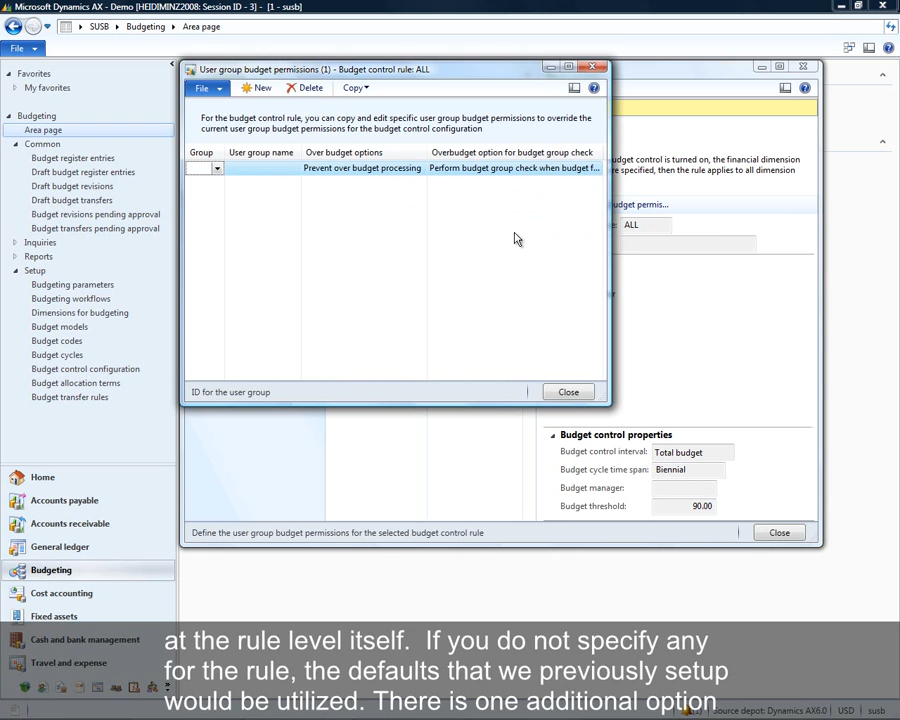 Microsoft Dynamics AX - Demo [HEIDIMINZ2008: Session ID - 3] - [1 - susb]
SUSB
Budgeting
Area page
File
Favorites
My favorites
Budgeting
Area page
Common
Budget register entries
Draft budget register entries
Draft budget revisions
Draft budget transfers
Budget revisions pending approval
Budget transfers pending approval
Inquiries
Reports
Setup
Budgeting parameters
Budgeting workflows
Dimensions for budgeting
Budget models
Budget codes
Budget cycles
Budget control configuration
Budget allocation terms
Budget transfer rules
Home
Accounts payable
Accounts receivable
General ledger
Budgeting
Cost accounting
Fixed assets
Cash and bank management
Travel and expense
User group budget permissions (1) - Budget control rule: ALL
File
New
Delete
Copy
For the budget control rule, you can copy and edit specific user group budget permissions to override the
current user group budget permissions for the budget control configuration
Group
User group name
Over budget options
Overbudget option for budget group check
Prevent over budget processing
Perform budget group check when budget f...
ID for the user group
Close
udget control is turned on, the financial dimension
re specified, then the rule applies to all dimension
udget permis...
ALL
Budget control properties
Budget control interval:
Total budget
Budget cycle time span:
Biennial
Budget manager:
Budget threshold:
90.00
Define the user group budget permissions for the selected budget control rule
Close
at the rule level itself. If you do not specify any
for the rule, the defaults that we previously setup
would be utilized. There is one additional option
Source depot: Dynamics AX6.0
USD
susb